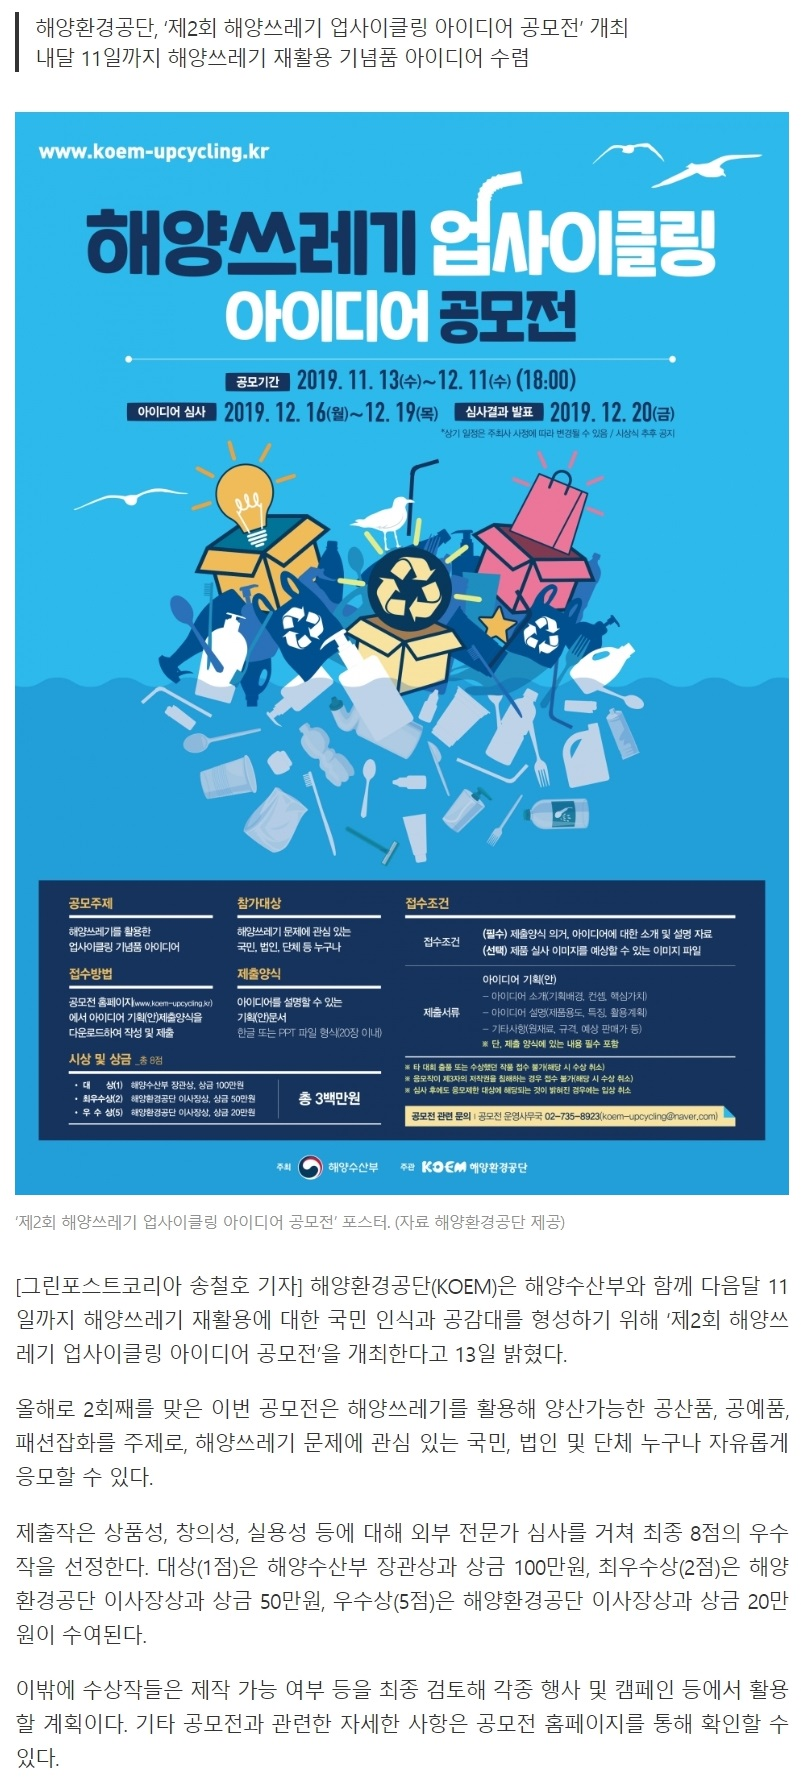 해양환경공단, ‘제2회 해양쓰레기 업사이클링 아이디어 공모전’ 개최
내달 11일까지 해양쓰레기 재활용 기념품 아이디어 수렴
www.koem-upcycling.kr
해양쓰레기 업사이클링
아이디어 공모전
공모기간 2019. 11. 13(수)~12. 11(수) (18:00)
아이디어 심사 2019. 12. 16(월)~12. 19(목) 심사결과 발표 2019. 12. 20(금)
*상기 일정은 주최사 사정에 따라 변경될 수 있음 / 시상식 추후 공지
공모주제
해양쓰레기를 활용한
업사이클링 기념품 아이디어
참가대상
해양쓰레기 문제에 관심 있는
국민, 법인, 단체 등 누구나
접수방법
공모전 홈페이지(www.koem-upcycling.kr)
에서 아이디어 기획(안)제출양식을
다운로드하여 작성 및 제출
제출양식
아이디어를 설명할 수 있는
기획(안)문서
한글 또는 PPT 파일 형식(20장 이내)
시상 및 상금 _총 8점
• 대 상(1) 해양수산부 장관상, 상금 100만원
• 최우수상(2) 해양환경공단 이사장상, 상금 50만원
• 우 수 상(5) 해양환경공단 이사장상, 상금 20만원
총 3백만원
접수조건
접수조건
(필수) 제출양식 의거, 아이디어에 대한 소개 및 설명 자료
(선택) 제품 실사 이미지를 예상할 수 있는 이미지 파일
제출서류
아이디어 기획(안)
– 아이디어 소개(기획배경, 컨셉, 핵심가치)
– 아이디어 설명(제품용도, 특징, 활용계획)
– 기타사항(원재료, 규격, 예상 판매가 등)
※ 단, 제출 양식에 있는 내용 필수 포함
※ 타 대회 출품 또는 수상했던 작품 접수 불가(해당 시 수상 취소)
※ 응모작이 제3자의 저작권을 침해하는 경우 접수 불가(해당 시 수상 취소)
※ 심사 후에도 응모제한 대상에 해당되는 것이 밝혀진 경우에는 입상 취소
공모전 관련 문의 : 공모전 운영사무국 02-735-8923(koem-upcycling@naver.com)
주최 해양수산부 주관 KOEM 해양환경공단
‘제2회 해양쓰레기 업사이클링 아이디어 공모전’ 포스터. (자료 해양환경공단 제공)
[그린포스트코리아 송철호 기자] 해양환경공단(KOEM)은 해양수산부와 함께 다음달 11
일까지 해양쓰레기 재활용에 대한 국민 인식과 공감대를 형성하기 위해 ‘제2회 해양쓰
레기 업사이클링 아이디어 공모전’을 개최한다고 13일 밝혔다.
올해로 2회째를 맞은 이번 공모전은 해양쓰레기를 활용해 양산가능한 공산품, 공예품,
패션잡화를 주제로, 해양쓰레기 문제에 관심 있는 국민, 법인 및 단체 누구나 자유롭게
응모할 수 있다.
제출작은 상품성, 창의성, 실용성 등에 대해 외부 전문가 심사를 거쳐 최종 8점의 우수
작을 선정한다. 대상(1점)은 해양수산부 장관상과 상금 100만원, 최우수상(2점)은 해양
환경공단 이사장상과 상금 50만원, 우수상(5점)은 해양환경공단 이사장상과 상금 20만
원이 수여된다.
이밖에 수상작들은 제작 가능 여부 등을 최종 검토해 각종 행사 및 캠페인 등에서 활용
할 계획이다. 기타 공모전과 관련한 자세한 사항은 공모전 홈페이지를 통해 확인할 수
있다.